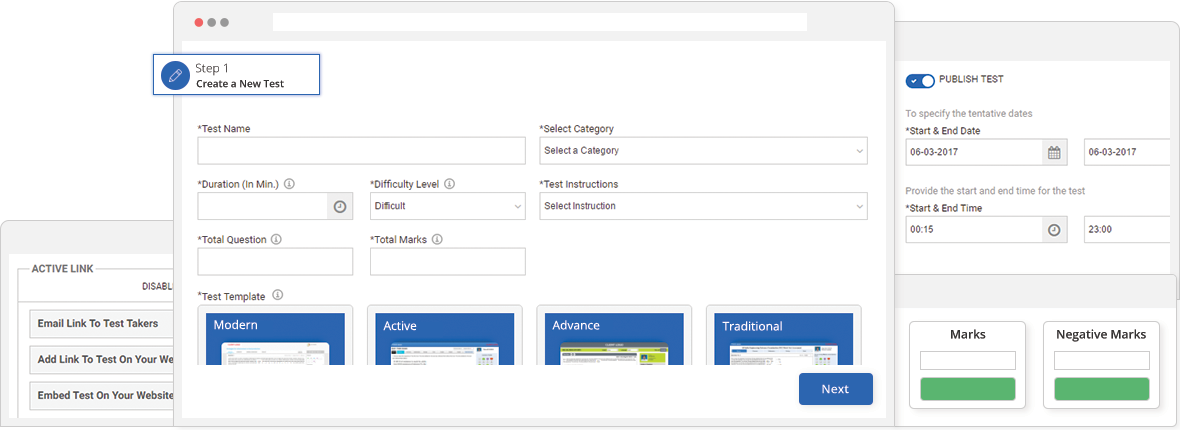 Step 1
Create a New Test
*Test Name
*Select Category
Select a Category
*Duration (In Min.)
*Difficulty Level
*Test Instructions
Difficult
Select Instruction
*Total Question
*Total Marks
*Test Template
Modern
Active
Advance
Traditional
Next
ACTIVE LINK
DISABLE
Email Link To Test Takers
Add Link To Test On Your We
Embed Test On Your Website
PUBLISH TEST
To specify the tentative dates
*Start & End Date
06-03-2017
06-03-2017
Provide the start and end time for the test
*Start & End Time
00:15
23:00
Marks
Negative Marks